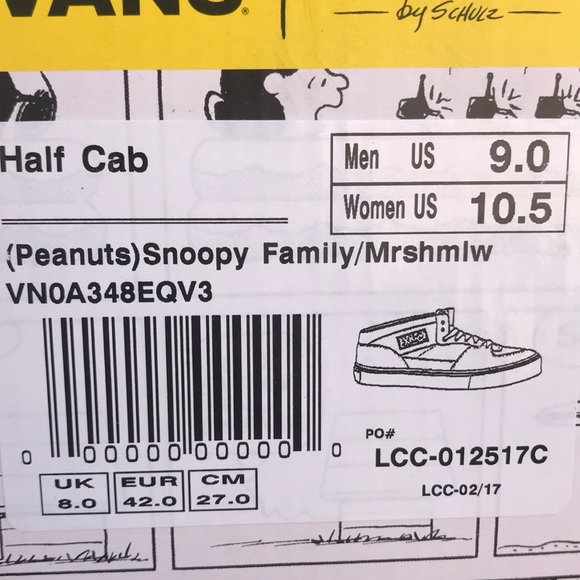 VANS®
by SCHULZ
Half Cab
Men US 9.0
Women US 10.5
(Peanuts)Snoopy Family/Mrshmlw
VN0A348EQV3
0 00000 00000 0
PO#
LCC-012517C
LCC-02/17
UK EUR CM
8.0 42.0 27.0